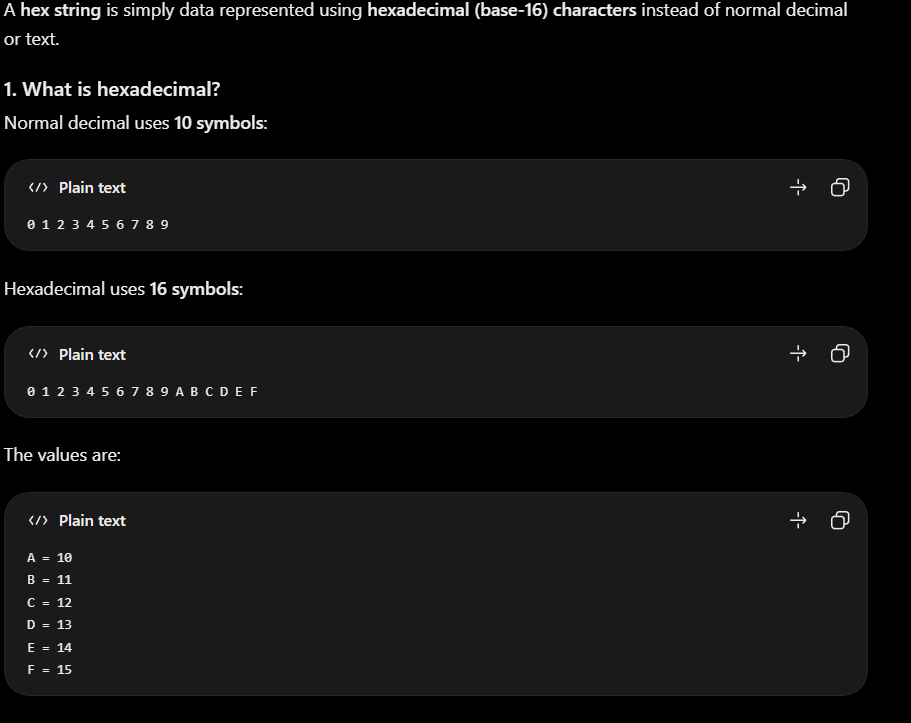 A hex string is simply data represented using hexadecimal (base-16) characters instead of normal decimal
or text.
1. What is hexadecimal?
Normal decimal uses 10 symbols:
Plain text
0 1 2 3 4 5 6 7 8 9
Hexadecimal uses 16 symbols:
Plain text
0 1 2 3 4 5 6 7 8 9 A B C D E F
The values are:
Plain text
A = 10
B = 11
C = 12
D = 13
E = 14
F = 15